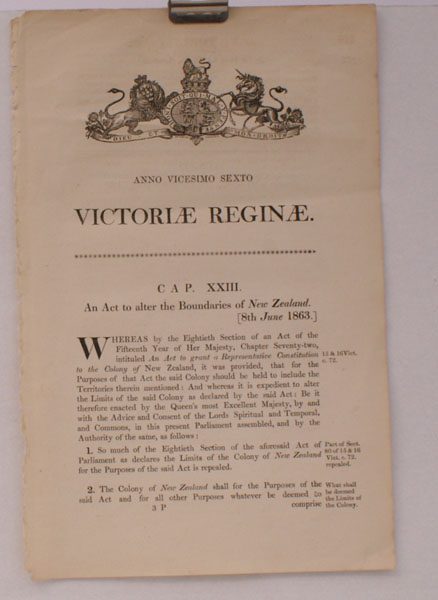 DIEU ET MON DROIT
ANNO VICESIMO SEXTO
VICTORIÆ REGINÆ.
CAP. XXIII.
An Act to alter the Boundaries of New Zealand.
[8th June 1863.]
WHEREAS by the Eightieth Section of an Act of the
Fifteenth Year of Her Majesty, Chapter Seventy-two,
intituled An Act to grant a Representative Constitution
to the Colony of New Zealand, it was provided, that for the
Purposes of that Act the said Colony should be held to include the
Territories therein mentioned: And whereas it is expedient to alter
the Limits of the said Colony as declared by the said Act: Be it
therefore enacted by the Queen's most Excellent Majesty, by and
with the Advice and Consent of the Lords Spiritual and Temporal,
and Commons, in this present Parliament assembled, and by the
Authority of the same, as follows:
15 & 16 Vict.
c. 72.
1. So much of the Eightieth Section of the aforesaid Act of
Parliament as declares the Limits of the Colony of New Zealand
for the Purposes of the said Act is repealed.
Part of Sect.
80 of 15 & 16
Vict. c. 72.
repealed.
2. The Colony of New Zealand shall for the Purposes of the
said Act and for all other Purposes whatever be deemed to
What shall
be deemed
the Limits of
the Colony.
3 P
comprise